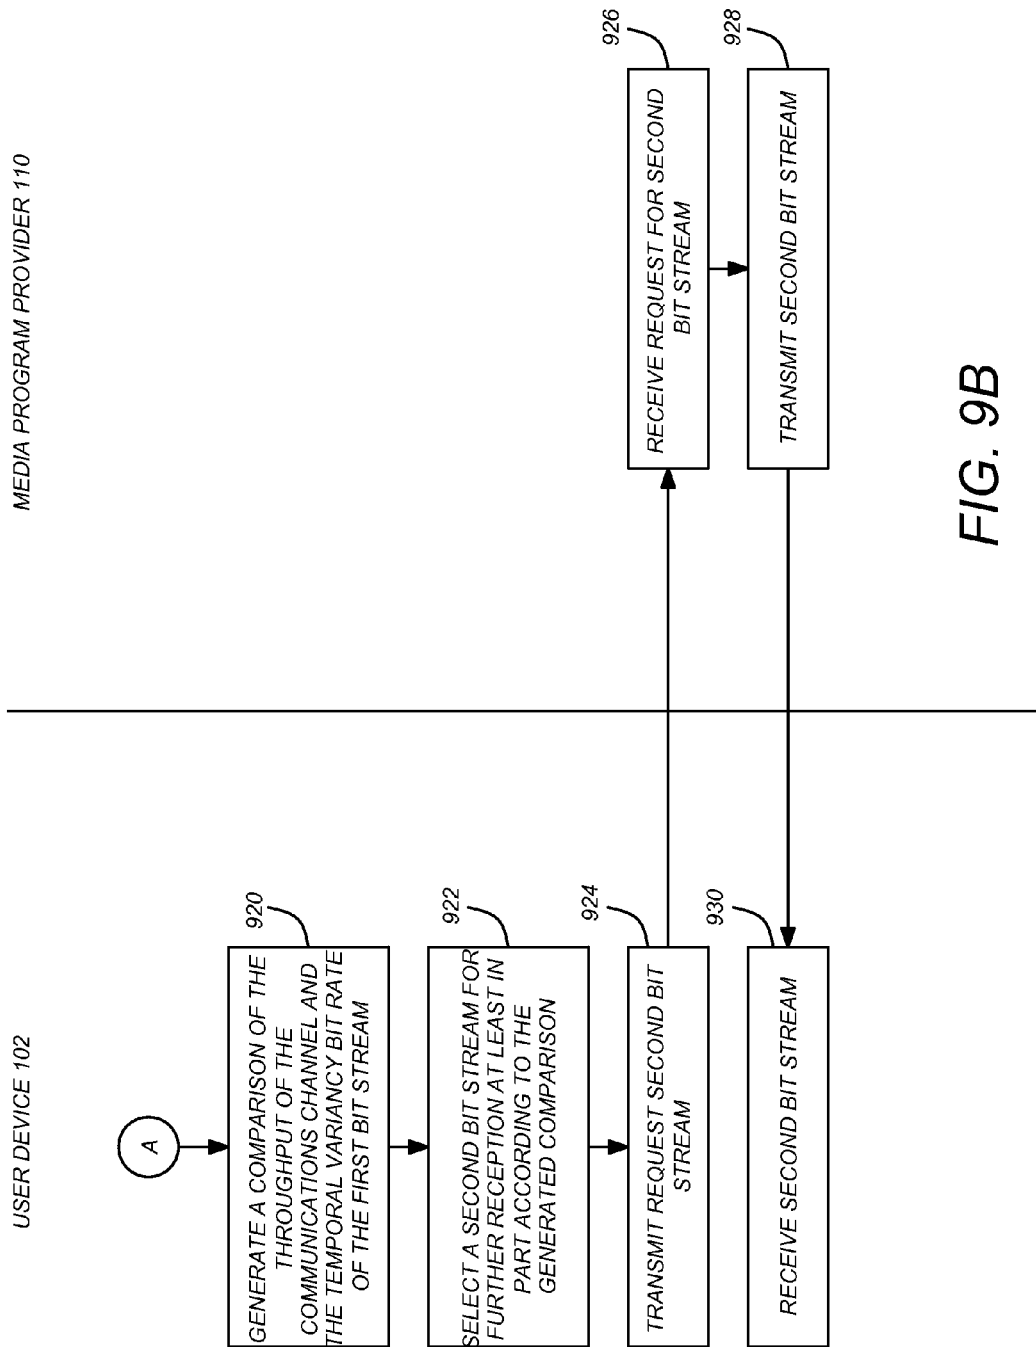 USER DEVICE 102
MEDIA PROGRAM PROVIDER 110
A
920
GENERATE A COMPARISON OF THE
THROUGHPUT OF THE
COMMUNICATIONS CHANNEL AND
THE TEMPORAL VARIANCY BIT RATE
OF THE FIRST BIT STREAM
922
SELECT A SECOND BIT STREAM FOR
FURTHER RECEPTION AT LEAST IN
PART ACCORDING TO THE
GENERATED COMPARISON
924
TRANSMIT REQUEST SECOND BIT
STREAM
926
RECEIVE REQUEST FOR SECOND
BIT STREAM
928
TRANSMIT SECOND BIT STREAM
930
RECEIVE SECOND BIT STREAM
FIG. 9B